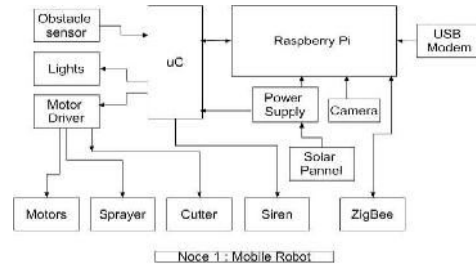 Obstacle
sensor
uC
Raspberry Pi
USB
Modem
Lights
Motor
Driver
Power
Supply
Camera
Solar
Pannel
Motors
Sprayer
Cutter
Siren
ZigBee
Noce 1 : Mobile Robot